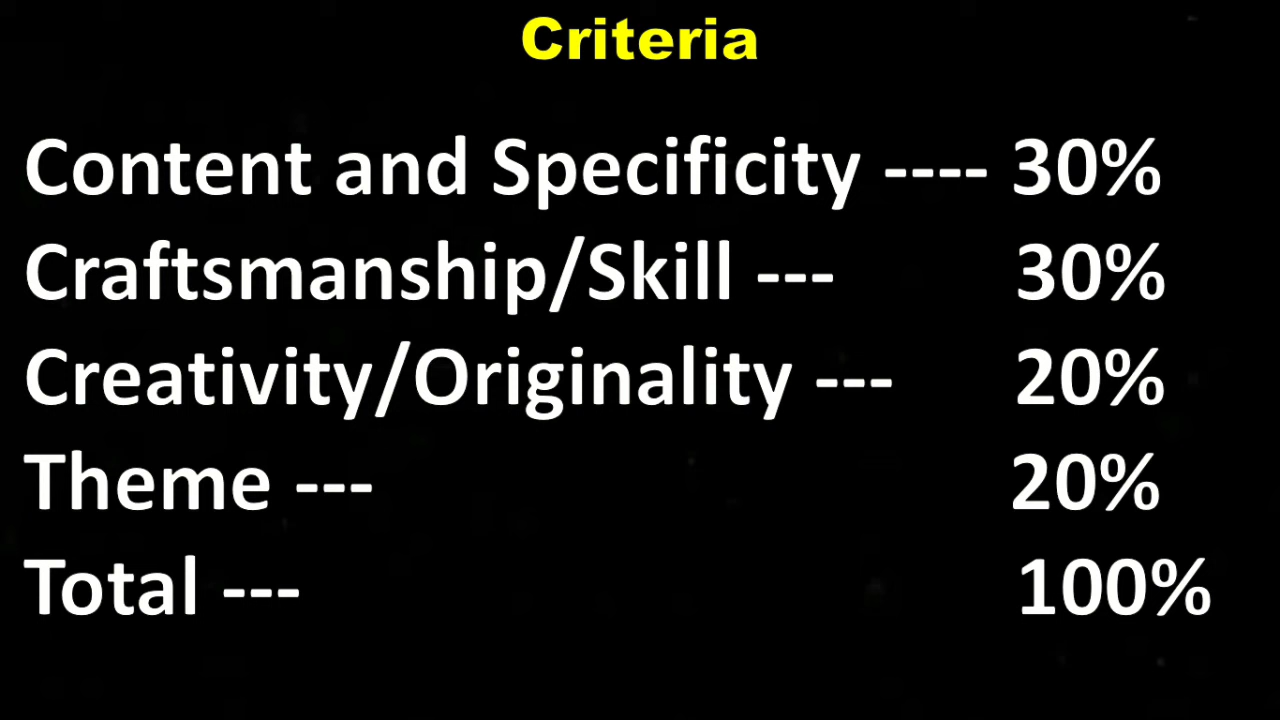 Criteria
Content and Specificity ---- 30%
Craftsmanship/Skill --- 30%
Creativity/Originality --- 20%
Theme --- 20%
Total --- 100%